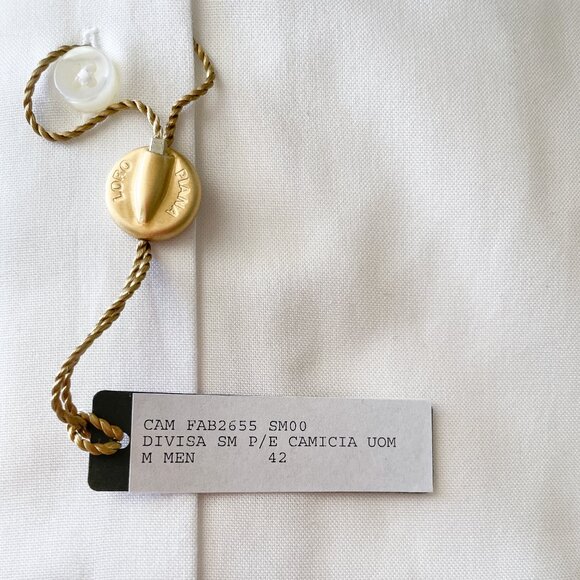 LORO PIANA
CAM FAB2655 SM00
DIVISA SM P/E CAMICIA UOM
M MEN 42